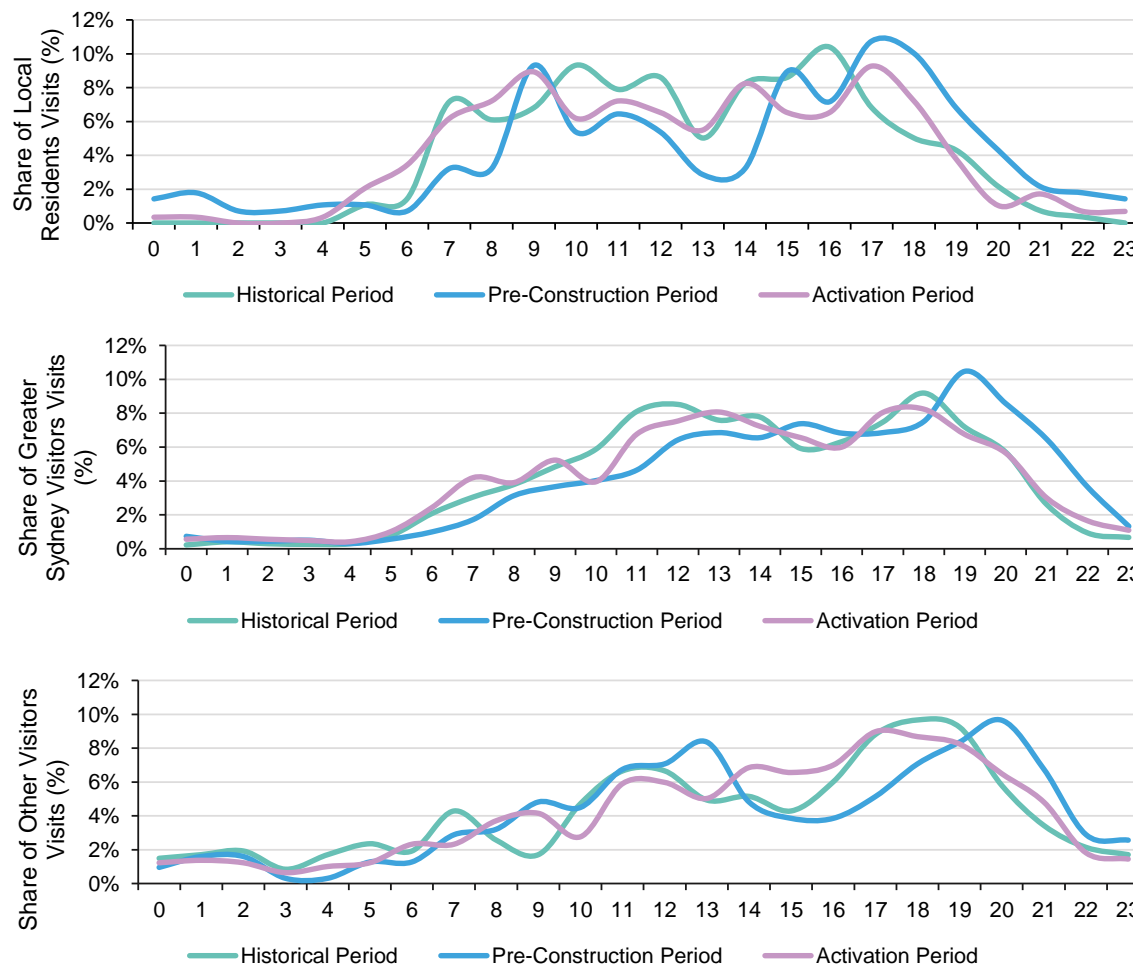 12%
10%
8%
6%
4%
2%
0%
Share of Local
Residents Visits (%)
0 1 2 3 4 5 6 7 8 9 10 11 12 13 14 15 16 17 18 19 20 21 22 23
Historical Period Pre-Construction Period Activation Period
12%
10%
8%
6%
4%
2%
0%
Share of Greater
Sydney Visitors Visits
(%)
0 1 2 3 4 5 6 7 8 9 10 11 12 13 14 15 16 17 18 19 20 21 22 23
Historical Period Pre-Construction Period Activation Period
12%
10%
8%
6%
4%
2%
0%
Share of Other Visitors
Visits (%)
0 1 2 3 4 5 6 7 8 9 10 11 12 13 14 15 16 17 18 19 20 21 22 23
Historical Period Pre-Construction Period Activation Period